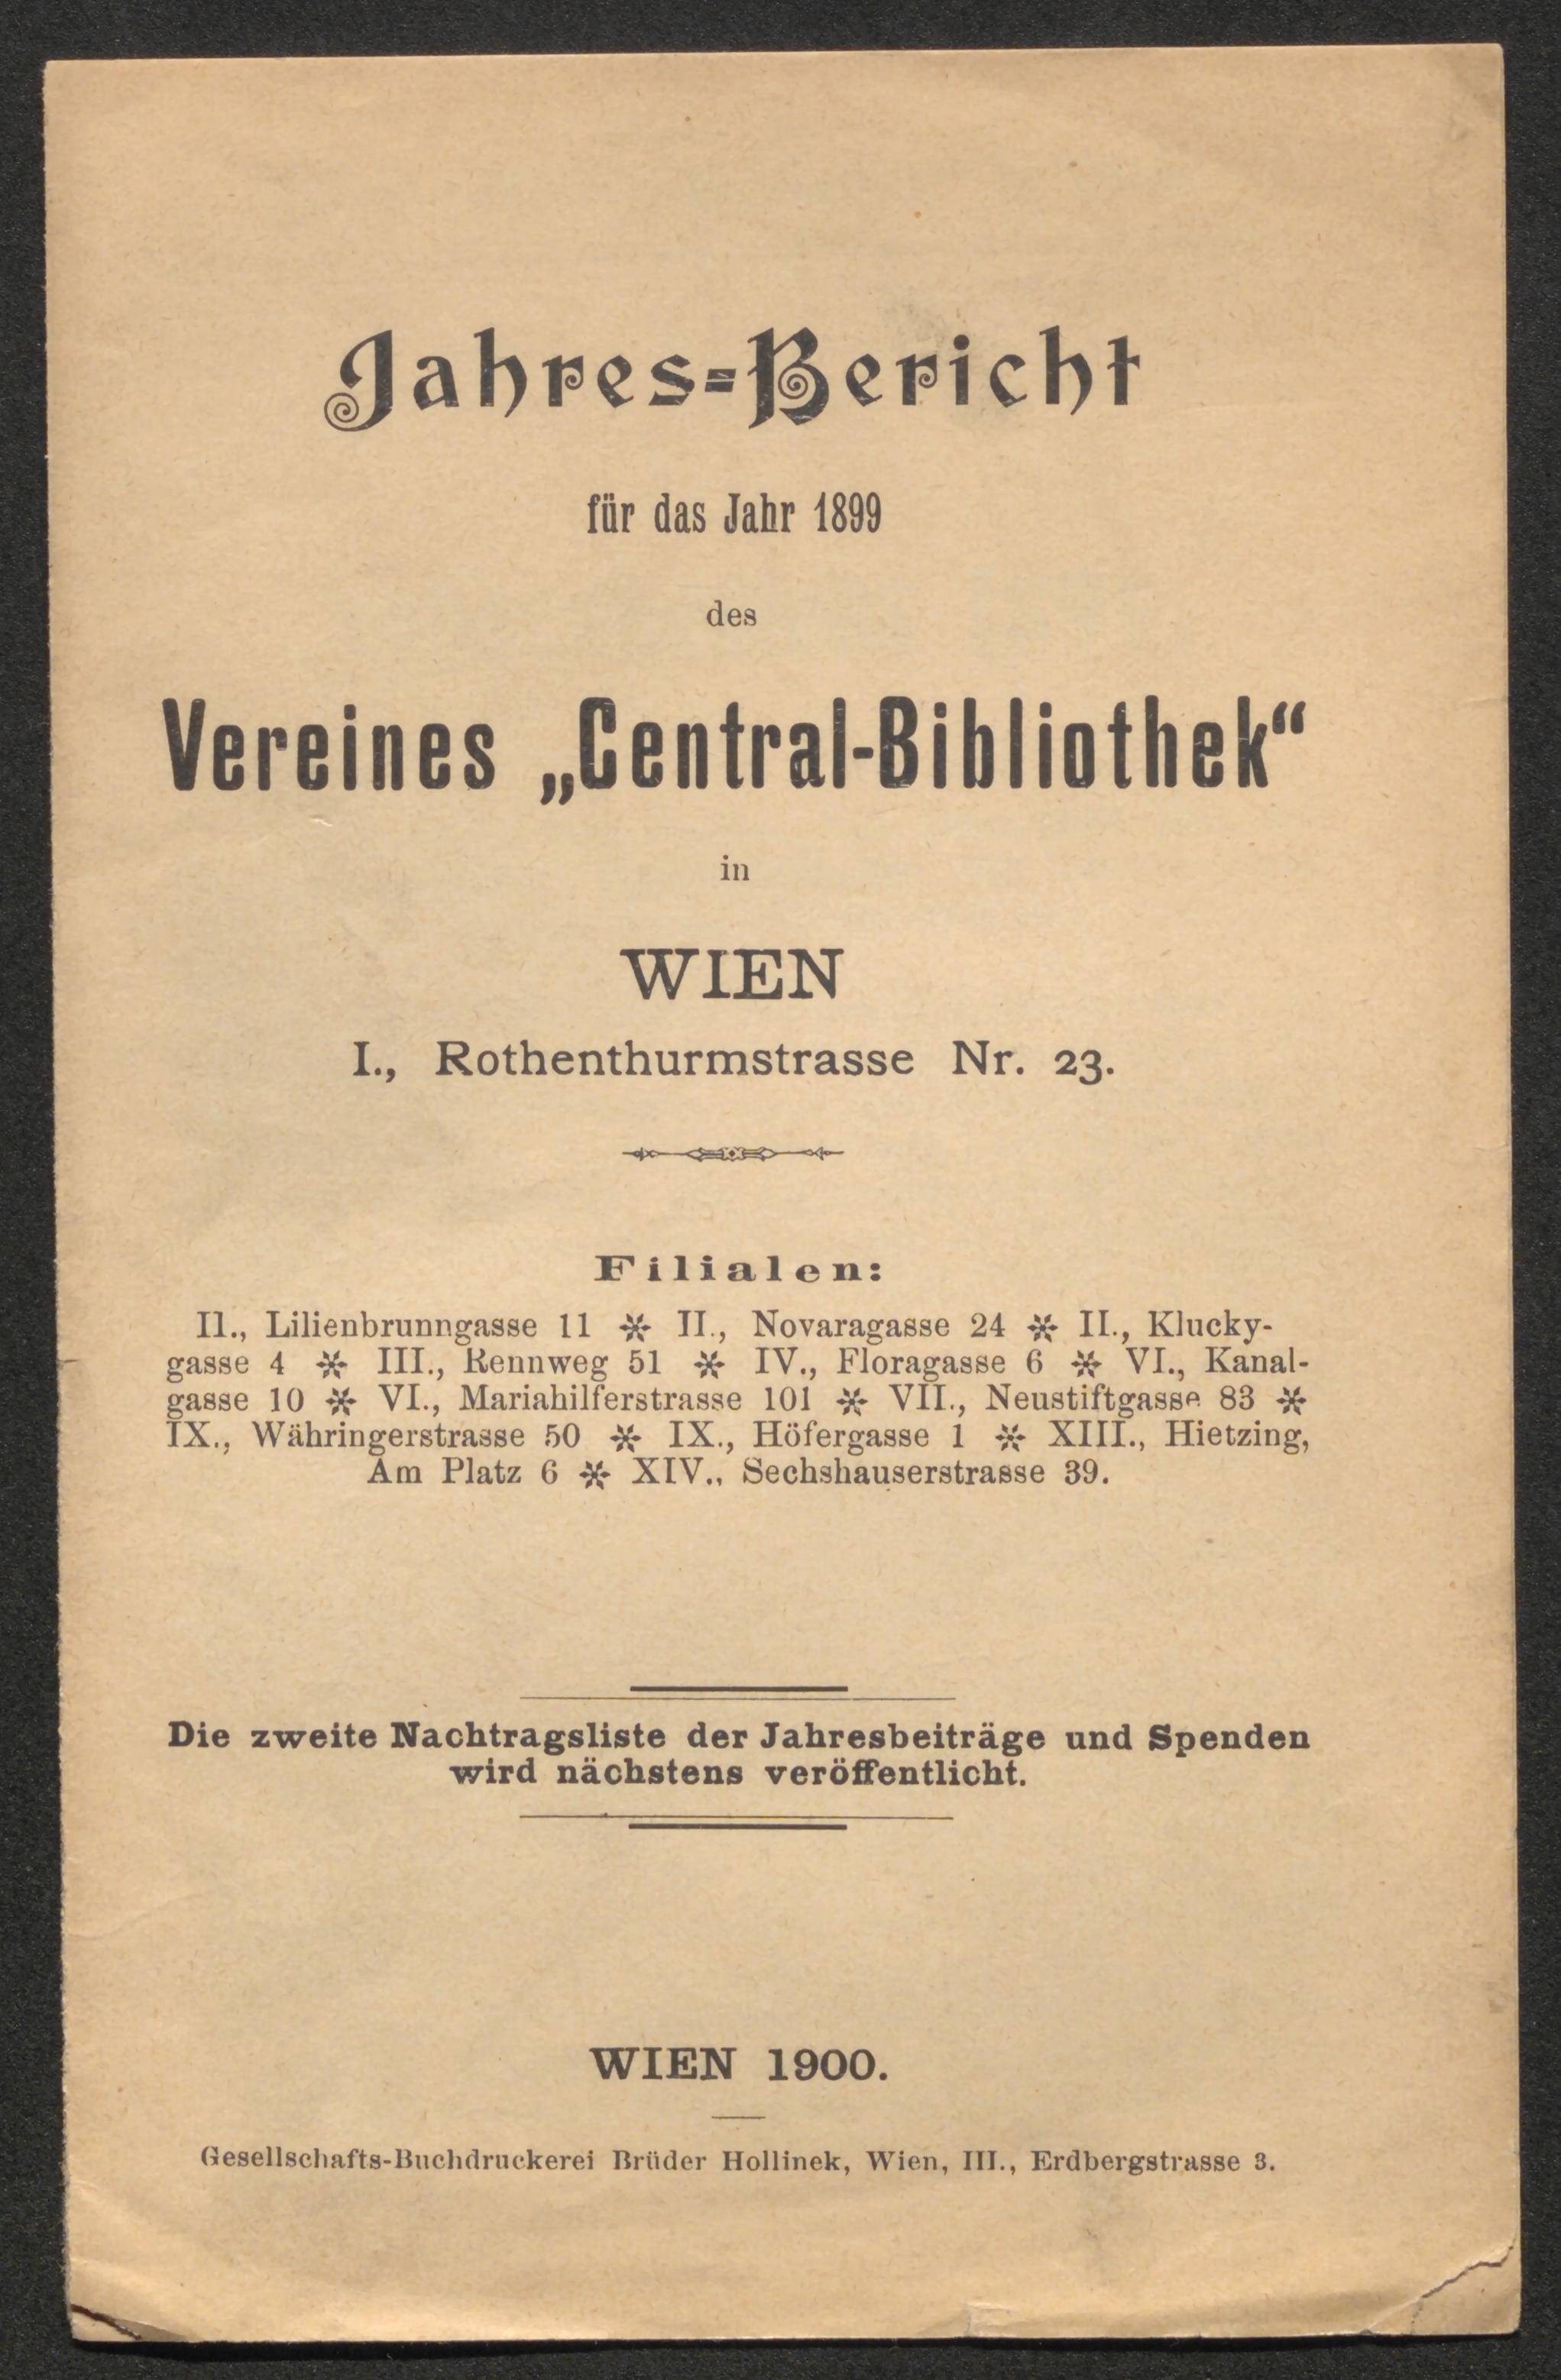 Jahres-Bericht
für das Jahr 1899
des
Vereines „Central-Bibliothek“
in
WIEN
I., Rothenthurmstrasse Nr. 23.
Filialen:
II., Lilienbrunngasse 11 ✻ II., Novaragasse 24 ✻ II., Klucky-
gasse 4 ✻ III., Rennweg 51 ✻ IV., Floragasse 6 ✻ VI., Kanal-
gasse 10 ✻ VI., Mariahilferstrasse 101 ✻ VII., Neustiftgasse 83 ✻
IX., Währingerstrasse 50 ✻ IX., Höfergasse 1 ✻ XIII., Hietzing,
Am Platz 6 ✻ XIV., Sechshauserstrasse 39.
Die zweite Nachtragsliste der Jahresbeiträge und Spenden
wird nächstens veröffentlicht.
WIEN 1900.
Gesellschafts-Buchdruckerei Brüder Hollinek, Wien, III., Erdbergstrasse 3.